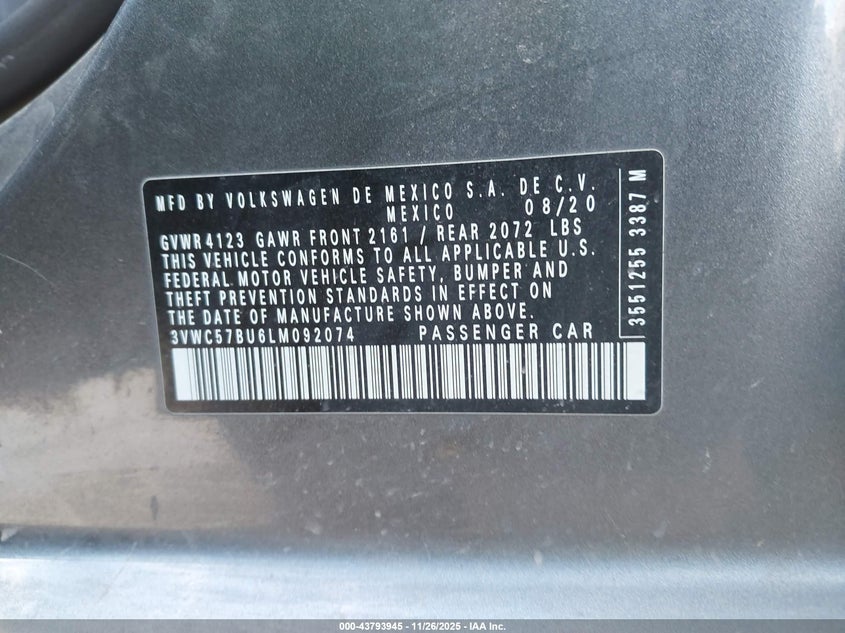 MFD BY VOLKSWAGEN DE MEXICO S.A. DE C.V.
MEXICO 08/20
GVWR 4123 GAWR FRONT 2161 / REAR 2072 LBS
THIS VEHICLE CONFORMS TO ALL APPLICABLE U.S.
FEDERAL MOTOR VEHICLE SAFETY, BUMPER AND
THEFT PREVENTION STANDARDS IN EFFECT ON
THE DATE OF MANUFACTURE SHOWN ABOVE.
3VWC57BU6LM092074 PASSENGER CAR
3551255 3387 M
000-43793945 - 11/26/2025 - IAA Inc.